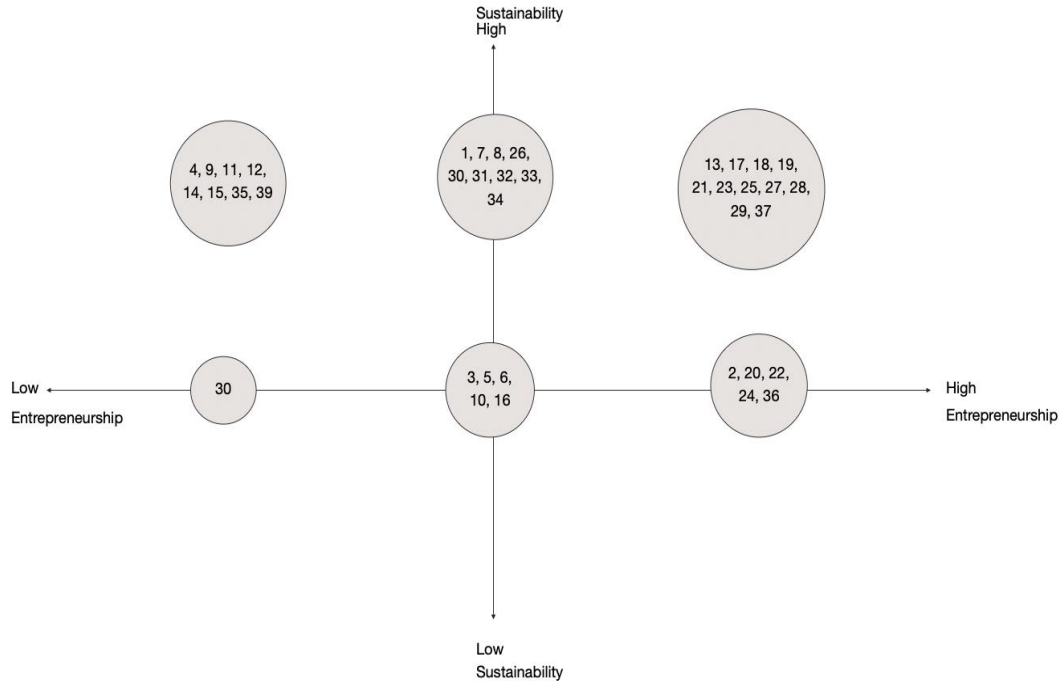 Sustainability
High
4, 9, 11, 12,
14, 15, 35, 39
1, 7, 8, 26,
30, 31, 32, 33,
34
13, 17, 18, 19,
21, 23, 25, 27, 28,
29, 37
Low
Entrepreneurship
30
3, 5, 6,
10, 16
2, 20, 22,
24, 36
High
Entrepreneurship
Low
Sustainability